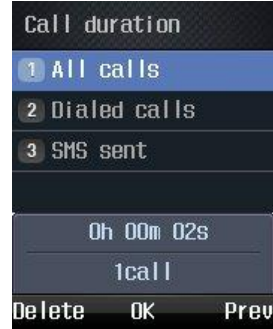 Call duration
1 All calls
2 Dialed calls
3 SMS sent
0h 00m 02s
1call
Delete OK Prev